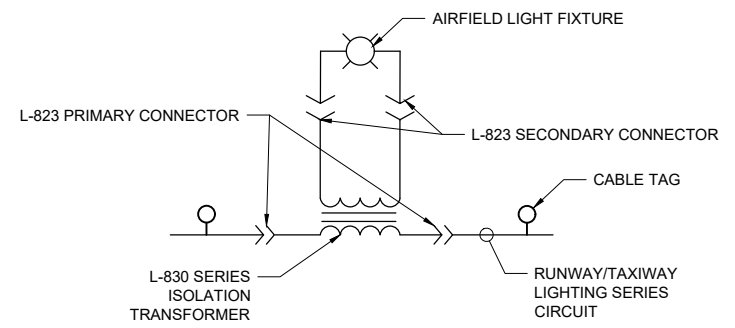 AIRFIELD LIGHT FIXTURE
L-823 PRIMARY CONNECTOR
L-823 SECONDARY CONNECTOR
CABLE TAG
L-830 SERIES
ISOLATION
TRANSFORMER
RUNWAY/TAXIWAY
LIGHTING SERIES
CIRCUIT